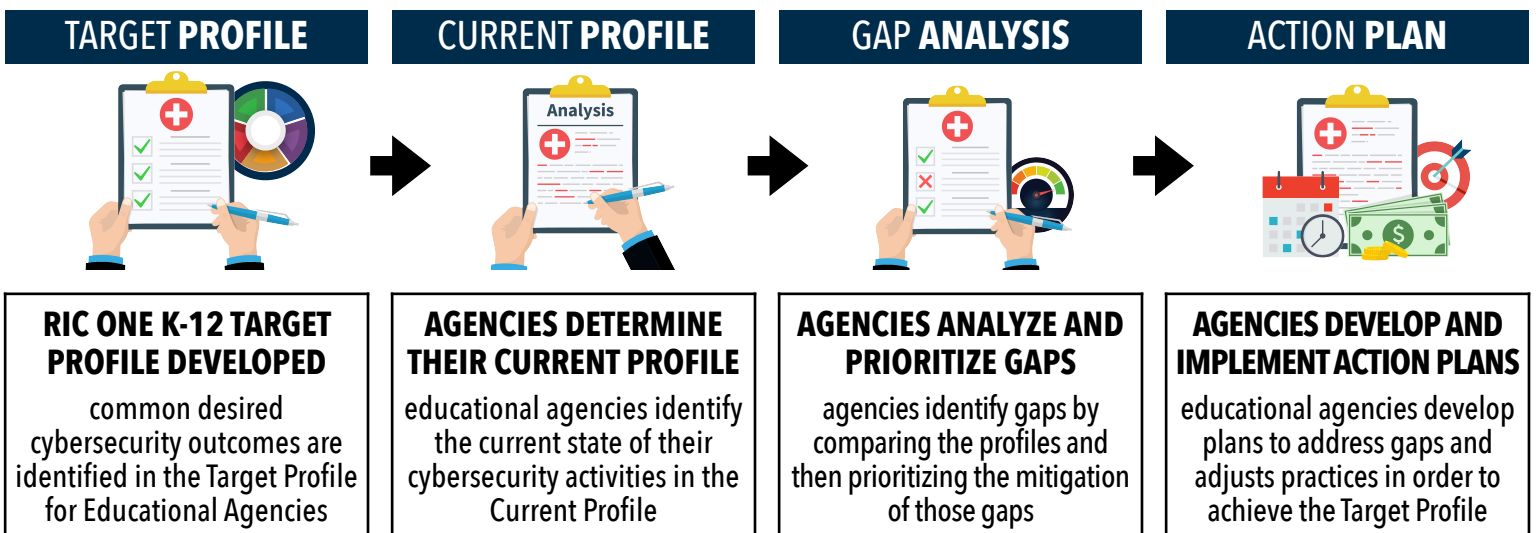 TARGET PROFILE
CURRENT PROFILE
GAP ANALYSIS
ACTION PLAN
Analysis
$
RIC ONE K-12 TARGET
PROFILE DEVELOPED
common desired
cybersecurity outcomes are
identified in the Target Profile
for Educational Agencies
AGENCIES DETERMINE
THEIR CURRENT PROFILE
educational agencies identify
the current state of their
cybersecurity activities in the
Current Profile
AGENCIES ANALYZE AND
PRIORITIZE GAPS
agencies identify gaps by
comparing the profiles and
then prioritizing the mitigation
of those gaps
AGENCIES DEVELOP AND
IMPLEMENT ACTION PLANS
educational agencies develop
plans to address gaps and
adjusts practices in order to
achieve the Target Profile